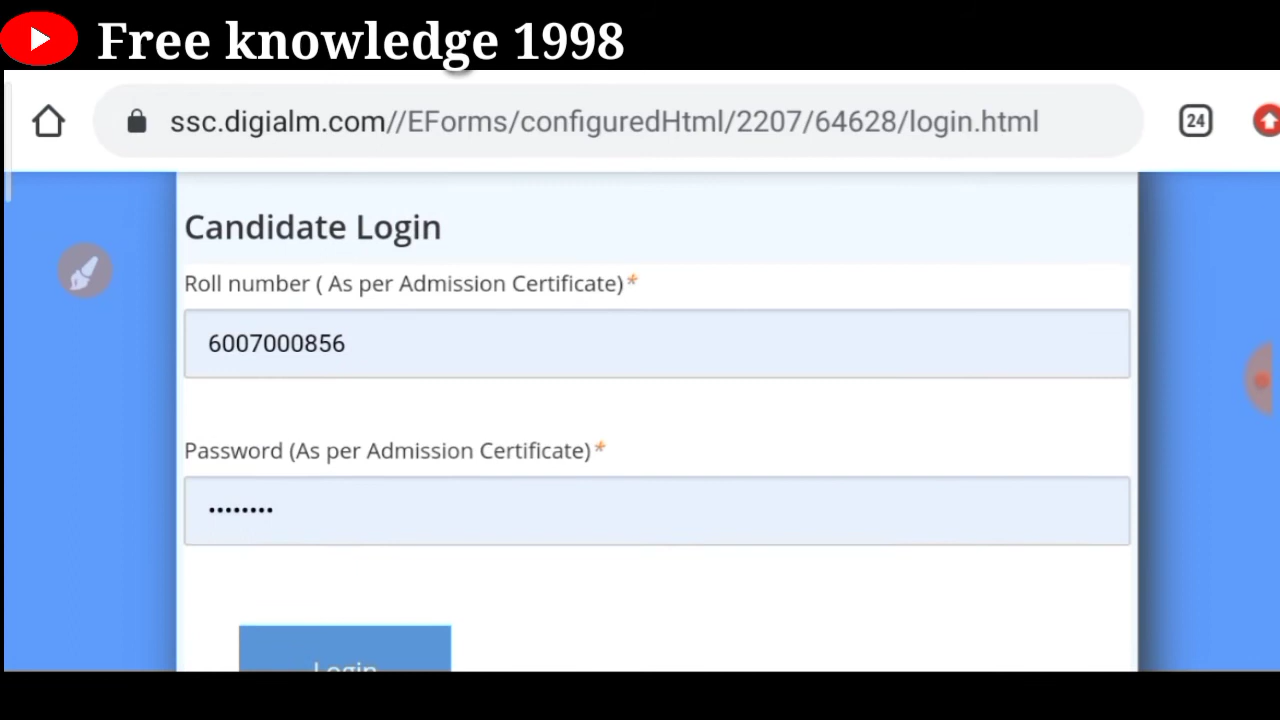 Free knowledge 1998
ssc.digialm.com//EForms/configuredHtml/2207/64628/login.html
24
Candidate Login
Roll number ( As per Admission Certificate)*
6007000856
Password (As per Admission Certificate)*
••••••••
Login